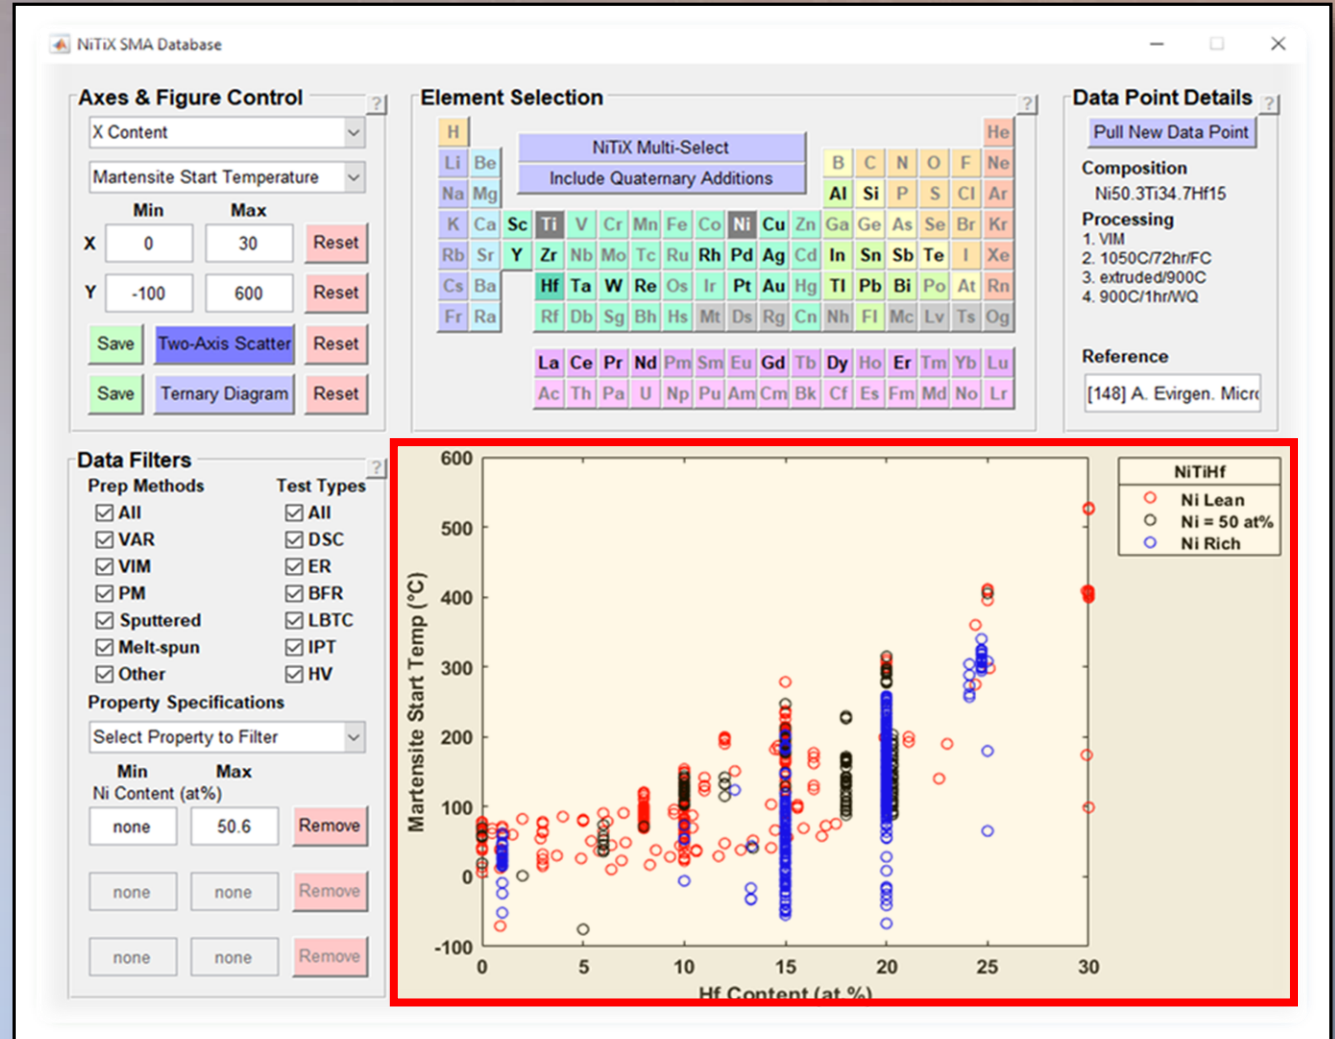 NiTiX SMA Database
Axes & Figure Control
?
X Content
Martensite Start Temperature
Min Max
X 0 30 Reset
Y -100 600 Reset
Save Two-Axis Scatter Reset
Save Ternary Diagram Reset
Element Selection
?
NiTiX Multi-Select
Include Quaternary Additions
H He
Li Be B C N O F Ne
Na Mg Al Si P S Cl Ar
K Ca Sc Ti V Cr Mn Fe Co Ni Cu Zn Ga Ge As Se Br Kr
Rb Sr Y Zr Nb Mo Tc Ru Rh Pd Ag Cd In Sn Sb Te I Xe
Cs Ba Hf Ta W Re Os Ir Pt Au Hg Tl Pb Bi Po At Rn
Fr Ra Rf Db Sg Bh Hs Mt Ds Rg Cn Nh Fl Mc Lv Ts Og
La Ce Pr Nd Pm Sm Eu Gd Tb Dy Ho Er Tm Yb Lu
Ac Th Pa U Np Pu Am Cm Bk Cf Es Fm Md No Lr
Data Point Details
?
Pull New Data Point
Composition
Ni50.3Ti34.7Hf15
Processing
1. VIM
2. 1050C/72hr/FC
3. extruded/900C
4. 900C/1hr/WQ
Reference
[148] A. Evirgen. Micro
Data Filters
?
Prep Methods Test Types
All All
VAR DSC
VIM ER
PM BFR
Sputtered LBTC
Melt-spun IPT
Other HV
Property Specifications
Select Property to Filter
Min Max
Ni Content (at%)
none 50.6 Remove
none none Remove
none none Remove
600
500
400
300
200
100
0
-100
Martensite Start Temp (°C)
0 5 10 15 20 25 30
Hf Content (at.%)
NiTiHf
Ni Lean
Ni = 50 at%
Ni Rich